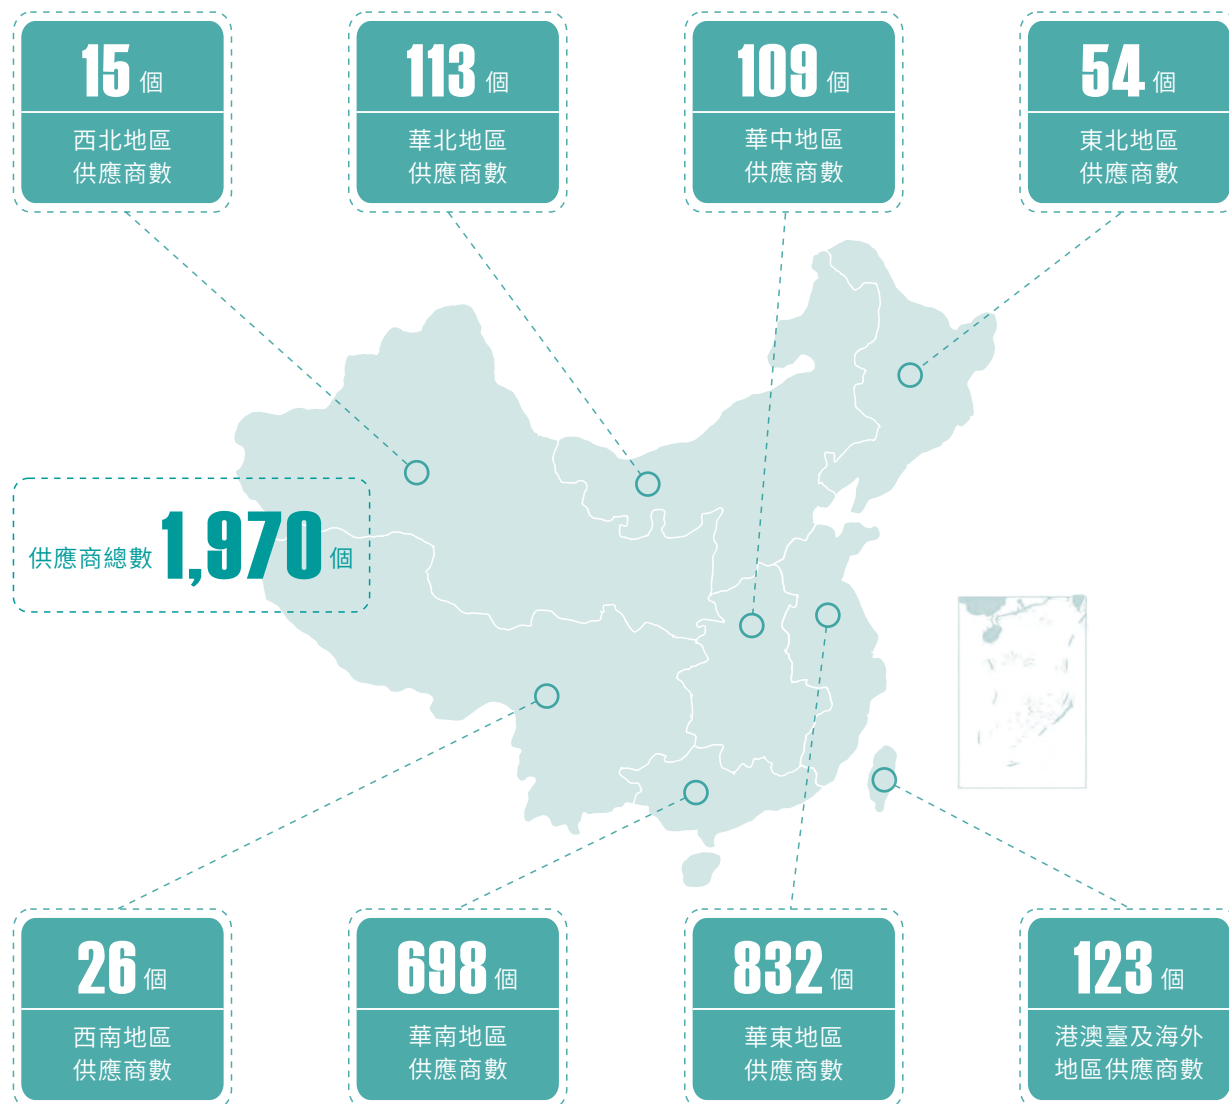 15 個
西北地區
供應商數
113 個
華北地區
供應商數
109 個
華中地區
供應商數
54 個
東北地區
供應商數
供應商總數 1,970 個
26 個
西南地區
供應商數
698 個
華南地區
供應商數
832 個
華東地區
供應商數
123 個
港澳臺及海外
地區供應商數